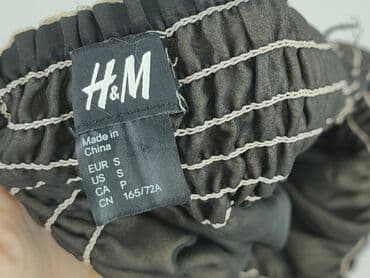 H&M
Made in
China
EUR S
US S
CA P
CN 165/72A